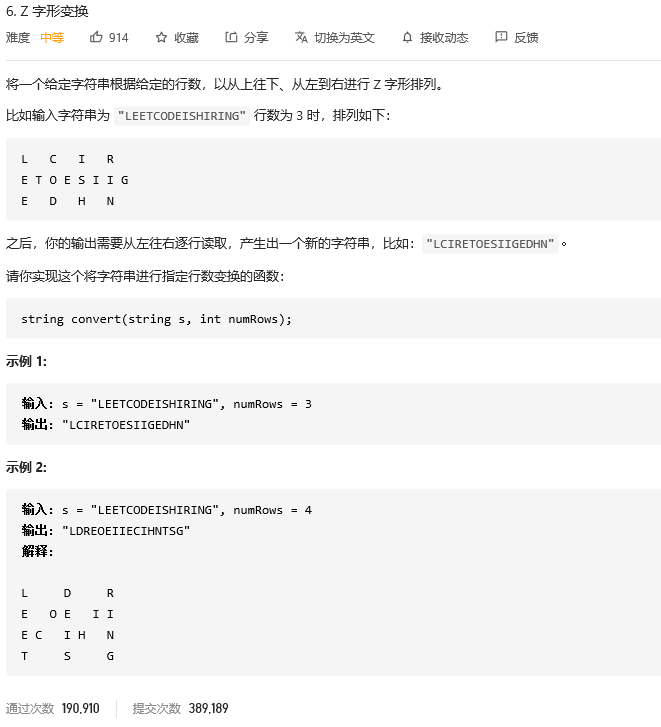 6. Z 字形变换
难度 中等 914 收藏 分享 切换为英文 接收动态 反馈
将一个给定字符串根据给定的行数，以从上往下、从左到右进行 Z 字形排列。
比如输入字符串为 "LEETCODEISHIRING" 行数为 3 时，排列如下：
L   C   I   R
E T O E S I I G
E   D   H   N
之后，你的输出需要从左往右逐行读取，产生出一个新的字符串，比如："LCIRETOESIIGEDHN"。
请你实现这个将字符串进行指定行数变换的函数：
string convert(string s, int numRows);
示例 1:
输入: s = "LEETCODEISHIRING", numRows = 3
输出: "LCIRETOESIIGEDHN"
示例 2:
输入: s = "LEETCODEISHIRING", numRows = 4
输出: "LDREOEIIECIHNTSG"
解释:
L     D     R
E   O E   I I
E C   I H   N
T     S     G
通过次数 190,910 提交次数 389,189